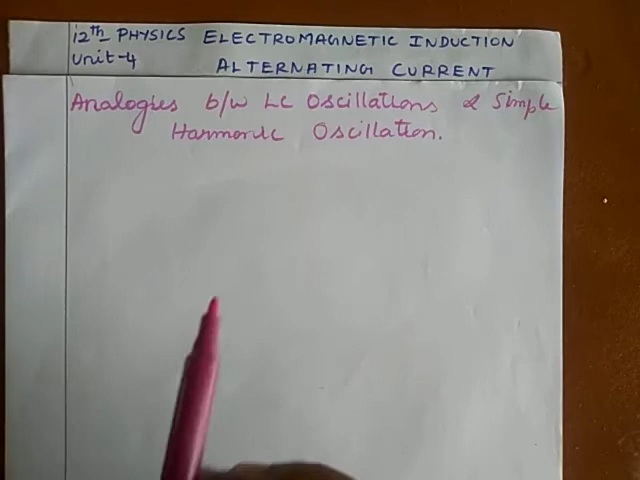 12th PHYSICS ELECTROMAGNETIC INDUCTION
Unit-4 ALTERNATING CURRENT
Analogies b/w LC Oscillations & Simple
Harmonic Oscillation.